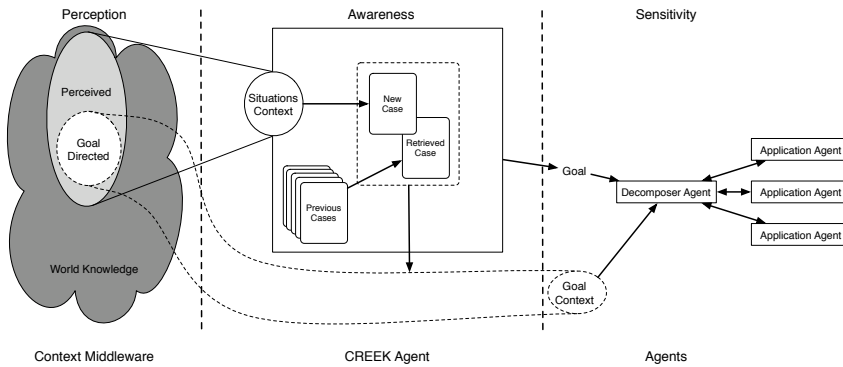 Perception
Awareness
Sensitivity
Perceived
Goal
Directed
World Knowledge
Situations
Context
New
Case
Retrieved
Case
Previous
Cases
Goal
Decomposer Agent
Application Agent
Application Agent
Application Agent
Goal
Context
Context Middleware
CREEK Agent
Agents